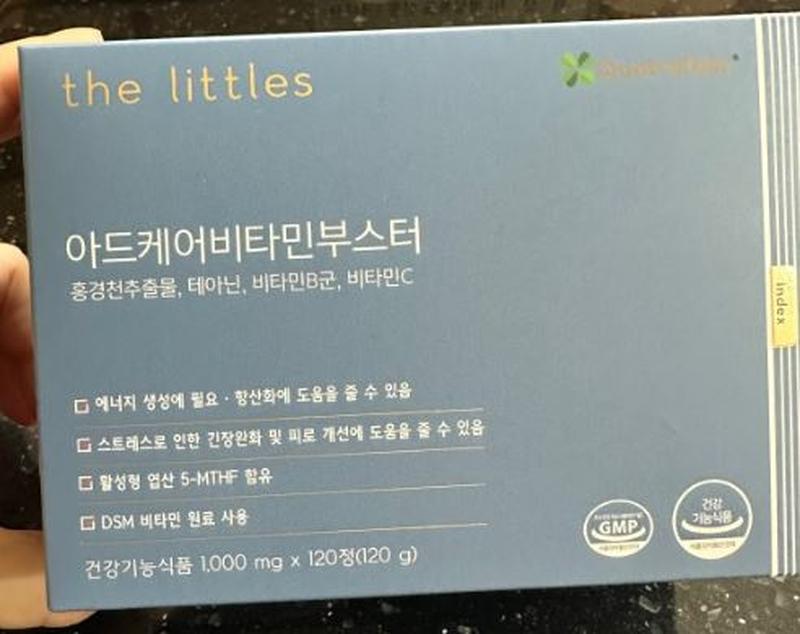 the littles
아드케어비타민부스터
홍경천추출물, 테아닌, 비타민B군, 비타민C
에너지 생성에 필요 · 항산화에 도움을 줄 수 있음
스트레스로 인한 긴장완화 및 피로 개선에 도움을 줄 수 있음
활성형 엽산 5-MTHF 함유
DSM 비타민 원료 사용
건강기능식품 1,000 mg x 120정(120 g)
GMP
건강
기능식품
index